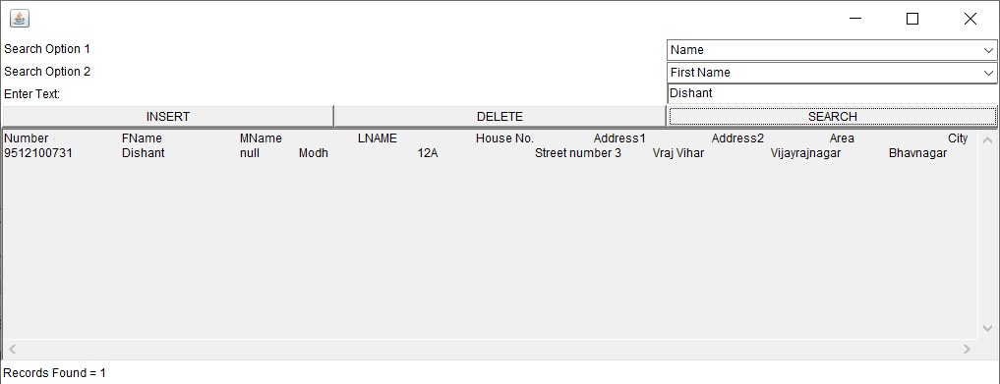 Search Option 1 Name
Search Option 2 First Name
Enter Text: Dishant
INSERT DELETE SEARCH
Number FName MName LNAME House No. Address1 Address2 Area City
9512100731 Dishant null Modh 12A Street number 3 Vraj Vihar Vijayrajnagar Bhavnagar
Records Found = 1